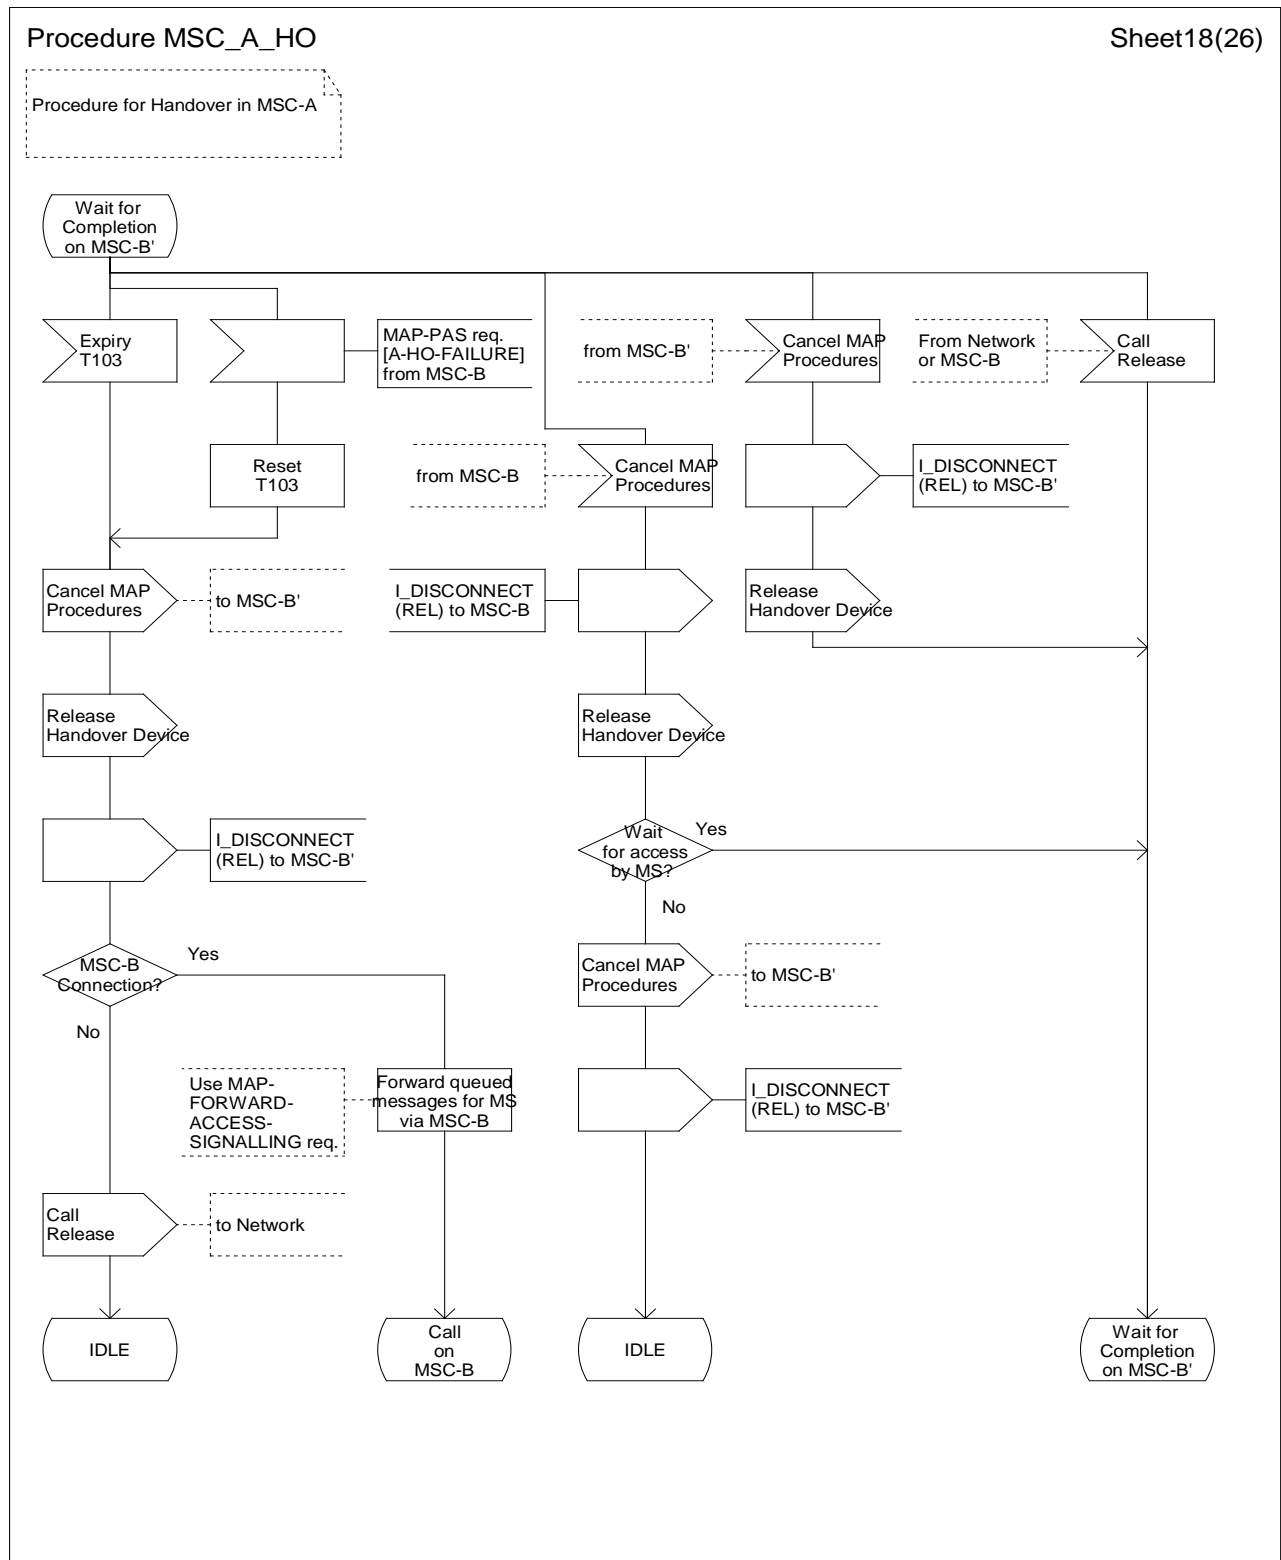 Procedure MSC_A_HO
Sheet18(26)
Procedure for Handover in MSC-A
Wait for
Completion
on MSC-B'
Expiry
T103
MAP-PAS req.
[A-HO-FAILURE]
from MSC-B
from MSC-B'
Cancel MAP
Procedures
From Network
or MSC-B
Call
Release
Reset
T103
from MSC-B
Cancel MAP
Procedures
I_DISCONNECT
(REL) to MSC-B'
Cancel MAP
Procedures
to MSC-B'
I_DISCONNECT
(REL) to MSC-B
Release
Handover Device
Release
Handover Device
Release
Handover Device
I_DISCONNECT
(REL) to MSC-B'
Wait
for access
by MS?
Yes
No
MSC-B
Connection?
Yes
No
Cancel MAP
Procedures
to MSC-B'
Use MAP-
FORWARD-
ACCESS-
SIGNALLING req.
Forward queued
messages for MS
via MSC-B
I_DISCONNECT
(REL) to MSC-B'
Call
Release
to Network
IDLE
Call
on
MSC-B
IDLE
Wait for
Completion
on MSC-B'